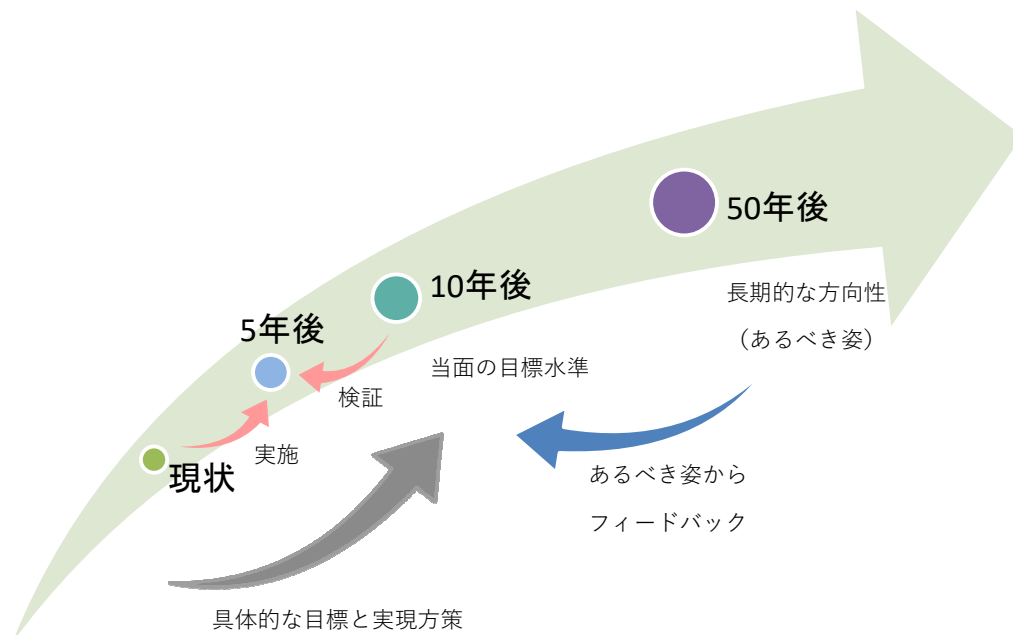 50年後
10年後
長期的な方向性
（あるべき姿）
5年後
当面の目標水準
検証
実施
現状
あるべき姿から
フィードバック
具体的な目標と実現方策